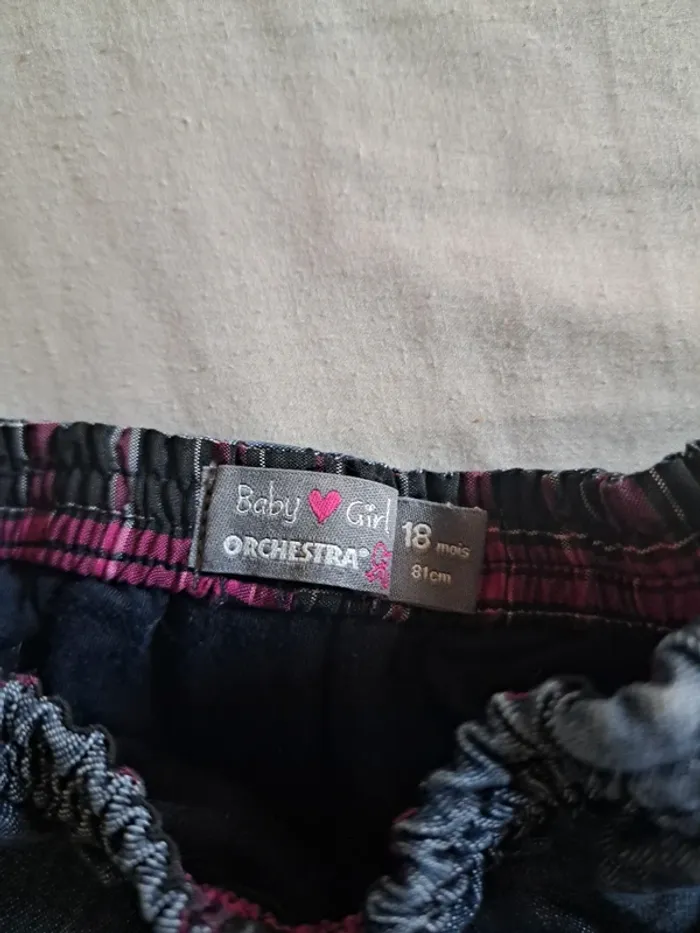 Baby Girl
ORCHESTRA®
18 mois
81cm